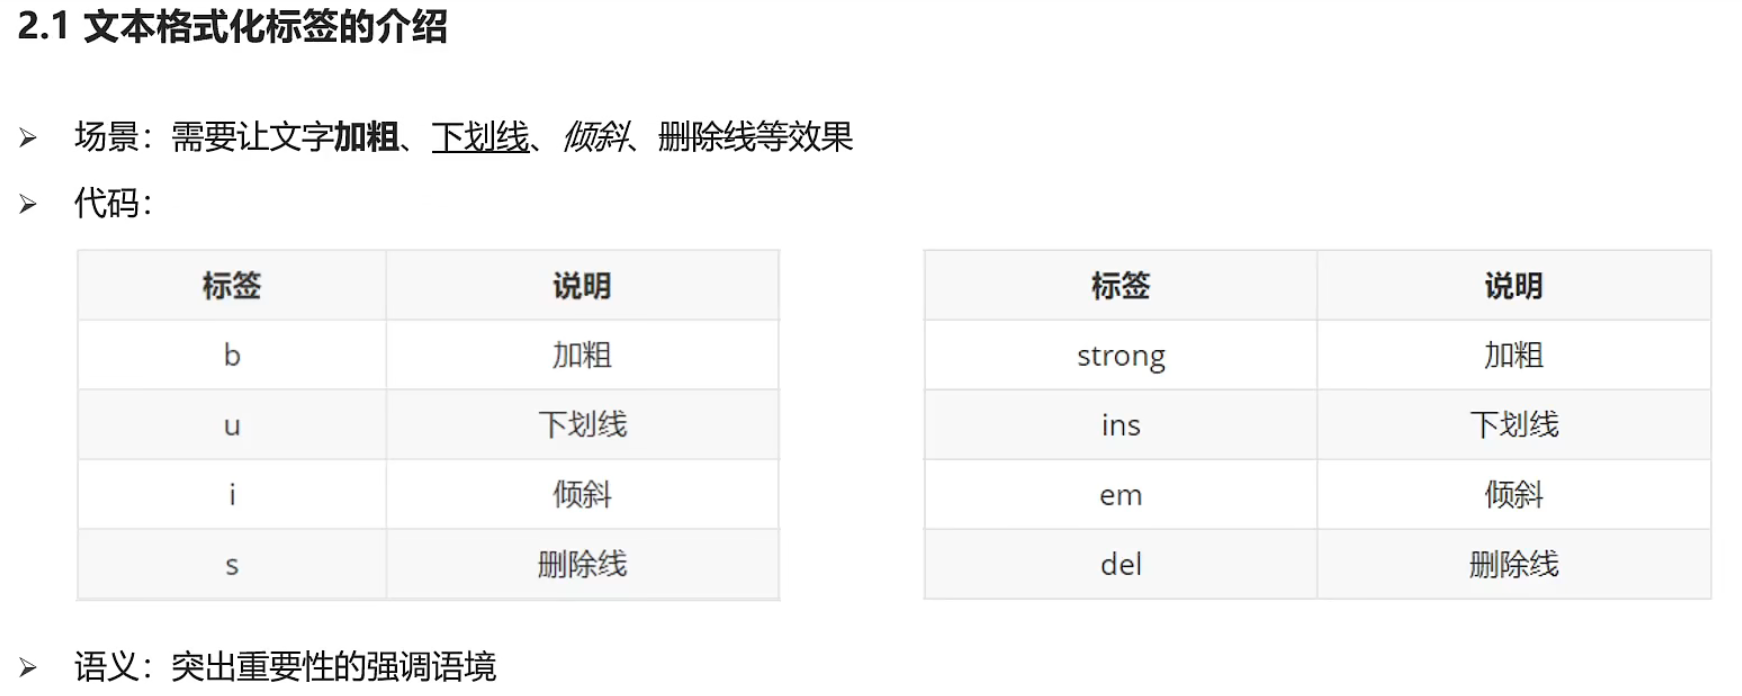 2.1 文本格式化标签的介绍
➢ 场景：需要让文字加粗、下划线、倾斜、删除线等效果
➢ 代码：
标签 说明 标签 说明
b 加粗 strong 加粗
u 下划线 ins 下划线
i 倾斜 em 倾斜
s 删除线 del 删除线
➢ 语义：突出重要性的强调语境